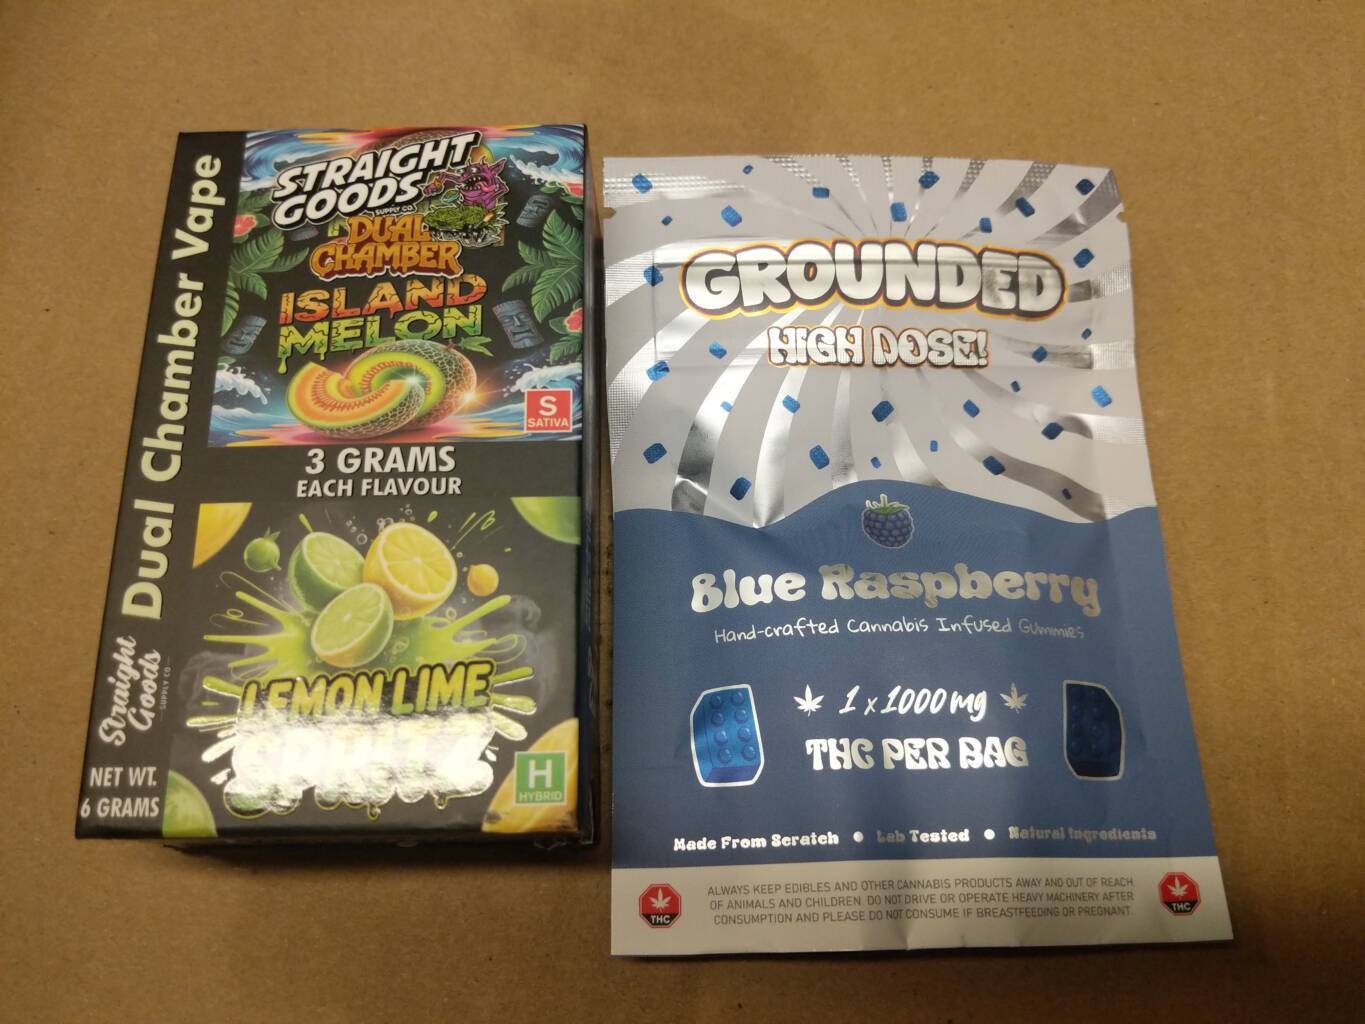 Dual Chamber Vape
Straight
Goods
SUPPLY CO
NET WT.
6 GRAMS
STRAIGHT
GOODS
SUPPLY CO.
DUAL
CHAMBER
ISLAND
MELON
S
SATIVA
3 GRAMS
EACH FLAVOUR
LEMON LIME
SPRITZ
H
HYBRID
GROUNDED
HIGH DOSE!
Blue Raspberry
Hand-crafted Cannabis Infused Gummies
1 x 1000mg
THC PER BAG
Made From Scratch • Lab Tested • Natural Ingredients
THC
ALWAYS KEEP EDIBLES AND OTHER CANNABIS PRODUCTS AWAY AND OUT OF REACH
OF ANIMALS AND CHILDREN. DO NOT DRIVE OR OPERATE HEAVY MACHINERY AFTER
CONSUMPTION AND PLEASE DO NOT CONSUME IF BREASTFEEDING OR PREGNANT.
THC